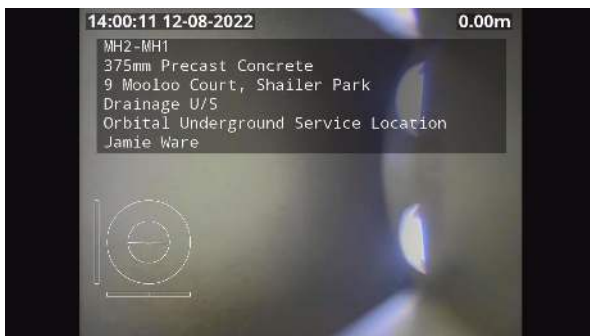 14:00:11 12-08-2022 0.00m
MH2-MH1
375mm Precast Concrete
9 Mooloo Court, Shailer Park
Drainage U/S
Orbital Underground Service Location
Jamie Ware